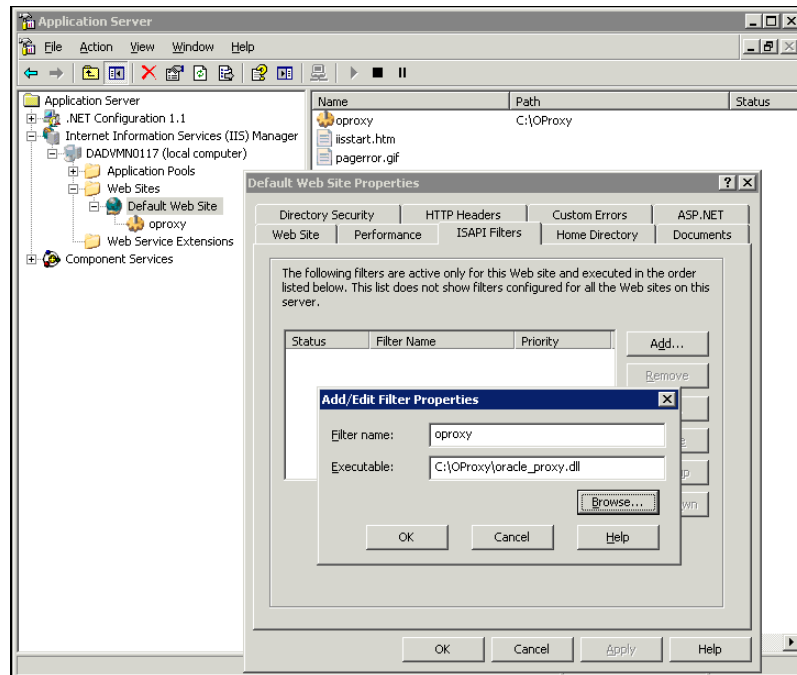 Application Server
File Action View Window Help
Application Server
.NET Configuration 1.1
Internet Information Services (IIS) Manager
DADVMN0117 (local computer)
Application Pools
Web Sites
Default Web Site
oproxy
Web Service Extensions
Component Services
Name Path Status
oproxy C:\OProxy
iisstart.htm
pagerror.gif
Default Web Site Properties
Directory Security HTTP Headers Custom Errors ASP.NET
Web Site Performance ISAPI Filters Home Directory Documents
The following filters are active only for this Web site and executed in the order
listed below. This list does not show filters configured for all the Web sites on this
server.
Status Filter Name Priority
Add...
Remove
Add/Edit Filter Properties
Filter name: oproxy
Executable: C:\OProxy\oracle_proxy.dll
Browse...
OK Cancel Help
OK Cancel Apply Help